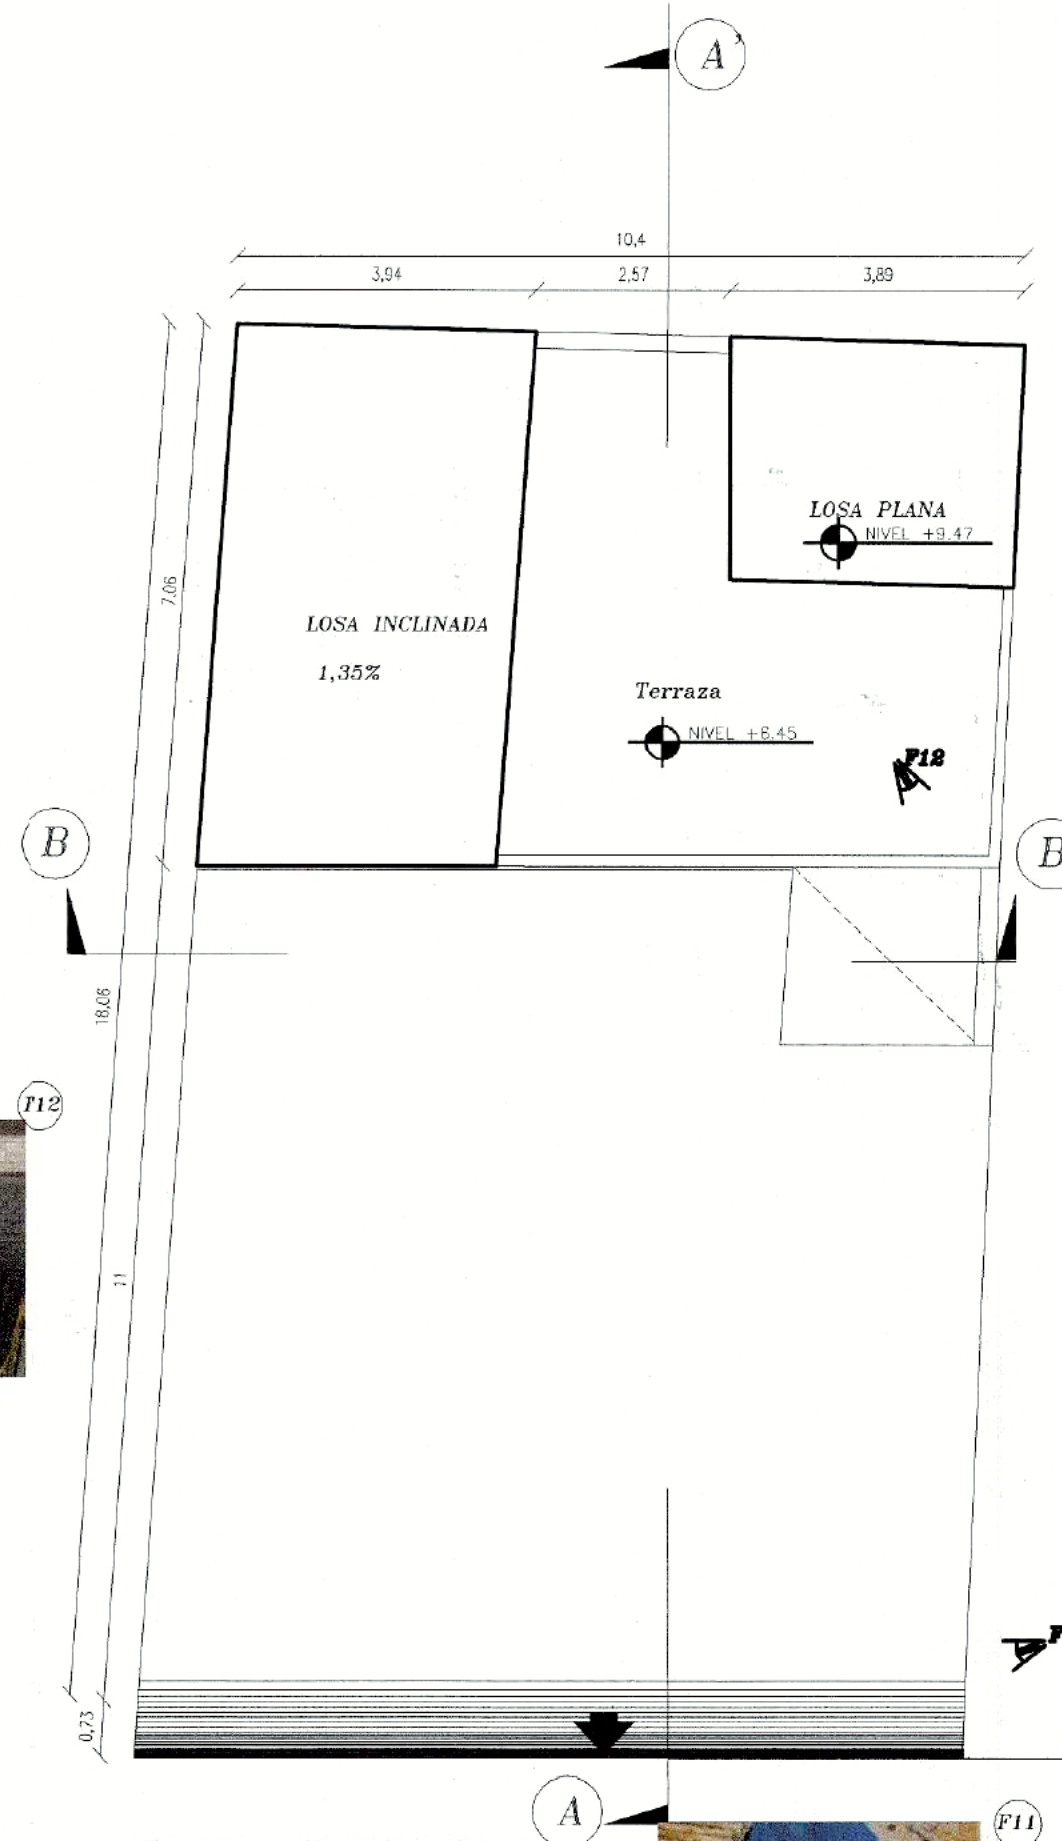 A'
10,4
3,94 2,57 3,89
LOSA PLANA
NIVEL +9.47
7.06
LOSA INCLINADA
1,35%
Terraza
NIVEL +6.45
F12
B
B
18,06
F12
11
F
0,73
A
F11